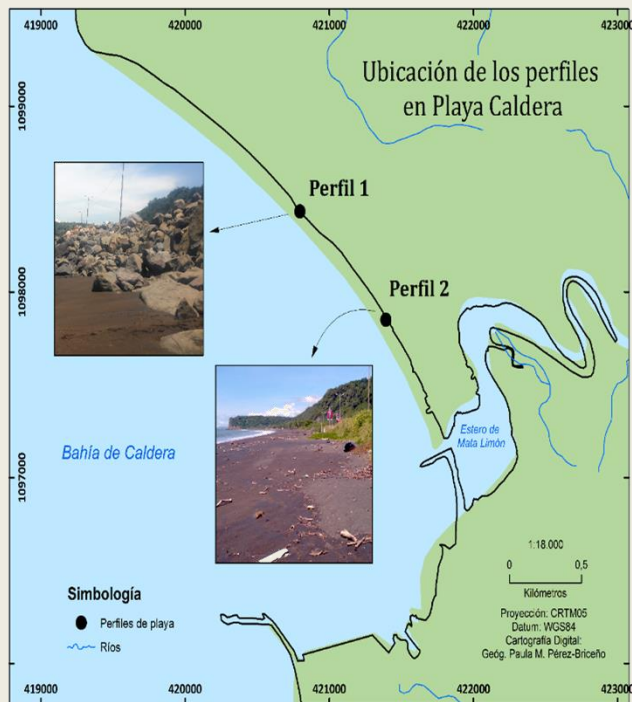 419000 420000 421000 422000 423000
Ubicación de los perfiles
en Playa Caldera
1099000
Perfil 1
1098000
Perfil 2
Estero de
Mata Limón
Bahía de Caldera
1097000
1:18.000
0 0,5
Kilómetros
Simbología
Perfiles de playa
Ríos
Proyección: CRTM05
Datum: WGS84
Cartografía Digital:
Geóg. Paula M. Pérez-Briceño
419000 420000 421000 422000 423000